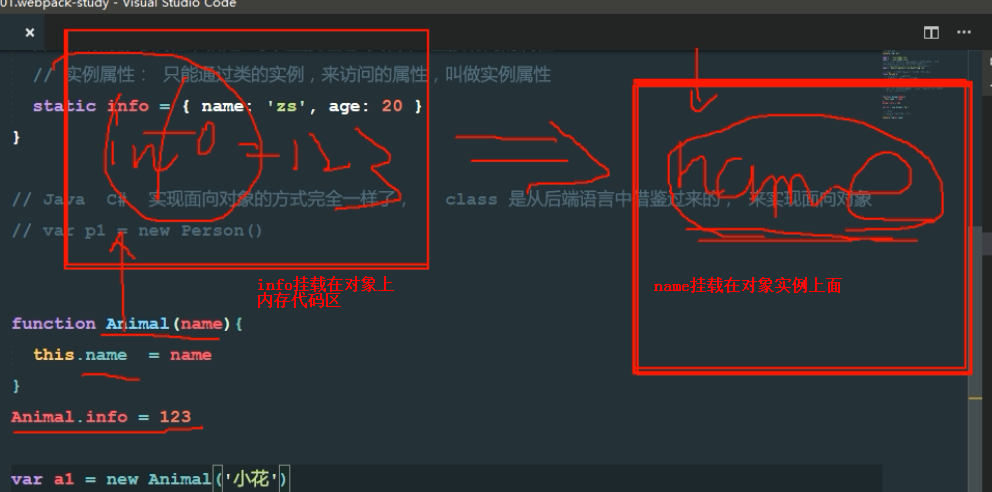 01.webpack-study - Visual Studio Code
// 实例属性： 只能通过类的实例，来访问的属性，叫做实例属性
static info = { name: 'zs', age: 20 }
}
info = 123
name
// Java C# 实现面向对象的方式完全一样了， class 是从后端语言中借鉴过来的， 来实现面向对象
// var p1 = new Person()
info挂载在对象上
内存代码区
name挂载在对象实例上面
function Animal(name){
this.name = name
}
Animal.info = 123
var a1 = new Animal('小花')